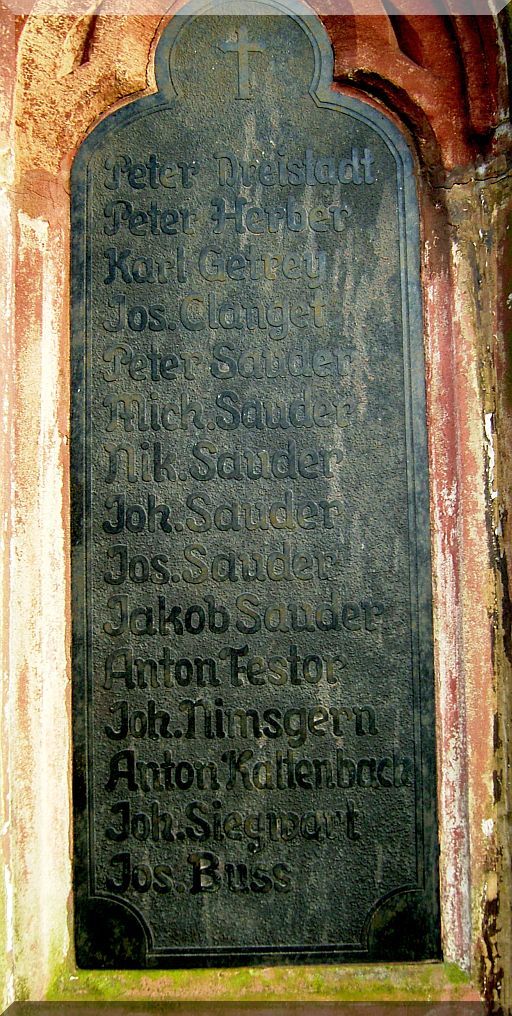 Peter Dreistadt
Peter Herber
Karl Gefrey
Jos. Clanget
Peter Sauder
Mich. Sauder
Nik. Sauder
Joh. Sauder
Jos. Sauder
Jakob Sauder
Anton Festor
Joh. Nimsgern
Anton Kallenbach
Joh. Siegwart
Jos. Buss